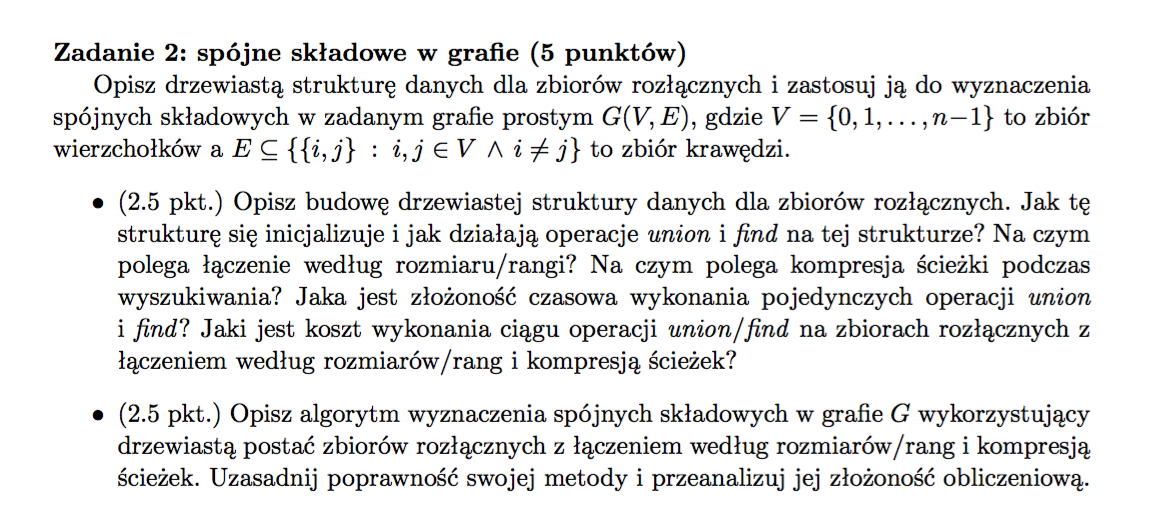 Zadanie 2: spójne składowe w grafie (5 punktów)
Opisz drzewiastą strukturę danych dla zbiorów rozłącznych i zastosuj ją do wyznaczenia
spójnych składowych w zadanym grafie prostym G(V, E), gdzie V = {0, 1, . . . , n−1} to zbiór
wierzchołków a E ⊆ {{i, j} : i, j ∈ V ∧ i ≠ j} to zbiór krawędzi.
• (2.5 pkt.) Opisz budowę drzewiastej struktury danych dla zbiorów rozłącznych. Jak tę
strukturę się inicjalizuje i jak działają operacje union i find na tej strukturze? Na czym
polega łączenie według rozmiaru/rangi? Na czym polega kompresja ścieżki podczas
wyszukiwania? Jaka jest złożoność czasowa wykonania pojedynczych operacji union
i find? Jaki jest koszt wykonania ciągu operacji union/find na zbiorach rozłącznych z
łączeniem według rozmiarów/rang i kompresją ścieżek?
• (2.5 pkt.) Opisz algorytm wyznaczenia spójnych składowych w grafie G wykorzystujący
drzewiastą postać zbiorów rozłącznych z łączeniem według rozmiarów/rang i kompresją
ścieżek. Uzasadnij poprawność swojej metody i przeanalizuj jej złożoność obliczeniową.